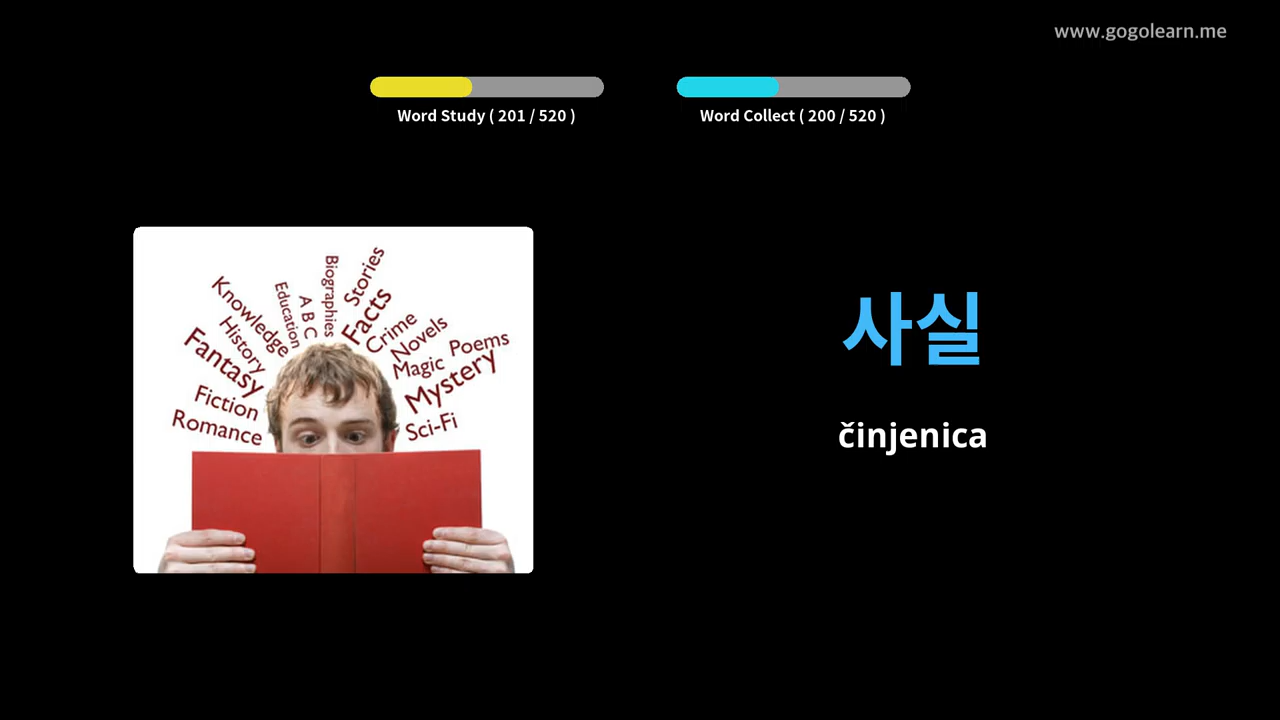 www.gogolearn.me
Word Study ( 201 / 520 )
Word Collect ( 200 / 520 )
Romance
Fiction
Fantasy
History
Knowledge
Education
A B C
Biographies
Stories
Facts
Crime
Novels
Magic
Poems
Mystery
Sci-Fi
사실
činjenica